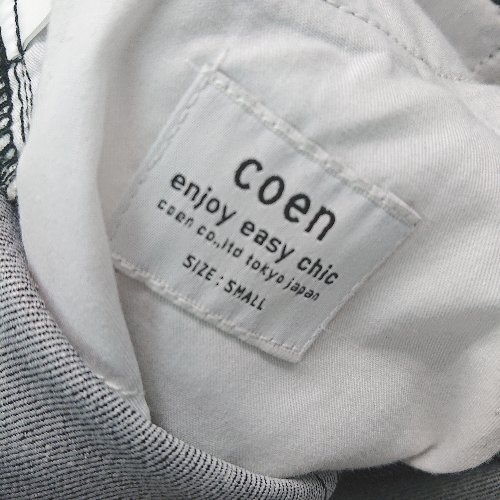 coen
enjoy easy chic
coen co.,ltd tokyo japan
SIZE : SMALL